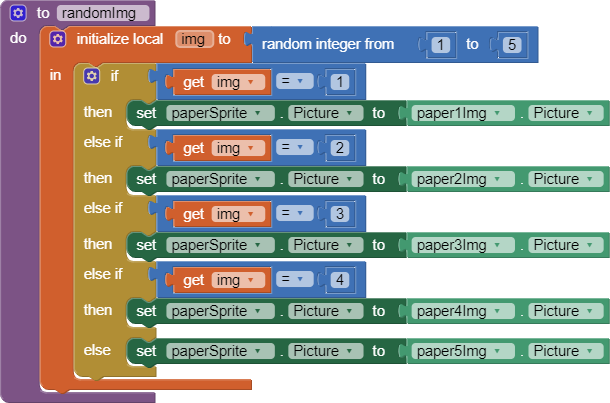 to randomImg
do initialize local img to random integer from 1 to 5
in if get img = 1
then set paperSprite . Picture to paper1Img . Picture
else if get img = 2
then set paperSprite . Picture to paper2Img . Picture
else if get img = 3
then set paperSprite . Picture to paper3Img . Picture
else if get img = 4
then set paperSprite . Picture to paper4Img . Picture
else set paperSprite . Picture to paper5Img . Picture